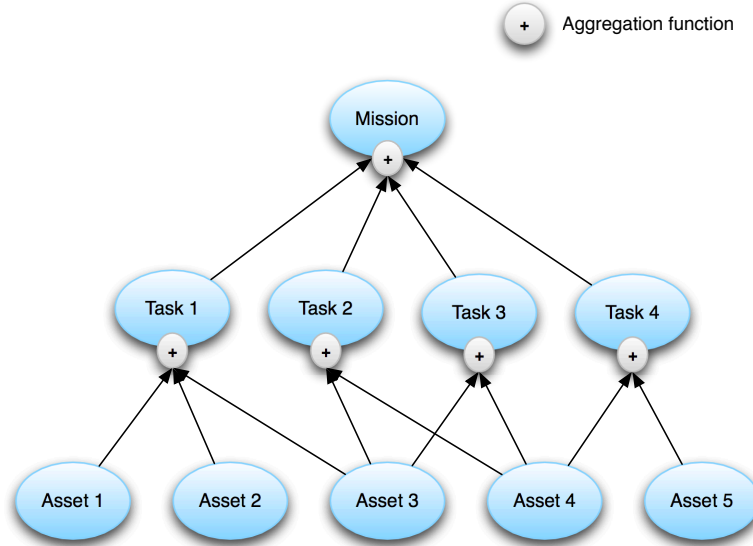 + Aggregation function
Mission
+
Task 1 Task 2 Task 3 Task 4
+ + + +
Asset 1 Asset 2 Asset 3 Asset 4 Asset 5